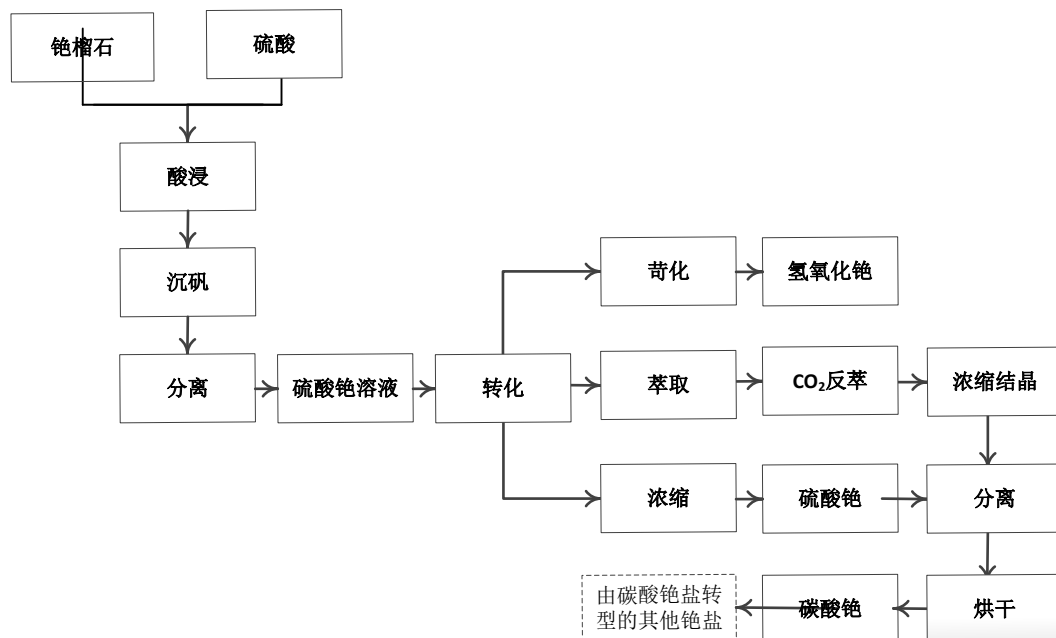 铯榴石
硫酸
酸浸
沉矾
分离
硫酸铯溶液
转化
苛化
氢氧化铯
萃取
CO₂反萃
浓缩结晶
浓缩
硫酸铯
分离
由碳酸铯盐转
型的其他铯盐
碳酸铯
烘干